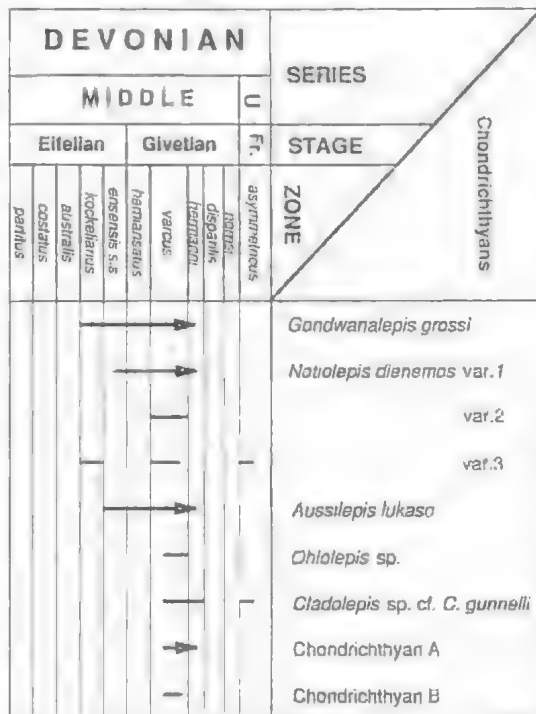 DEVONIAN
SERIES
MIDDLE
U
Eifelian
Givetian
Fr.
STAGE
ZONE
partitus
costatus
australis
kockelianus
ensensis s.s
hemiansatus
varcus
hermanni
disparilis
norrisi
asymmetricus
Chondrichthyans
Gondwanalepis grossi
Notiolepis dienemos var.1
var.2
var.3
Aussilepis lukaso
Ohiolepis sp.
Cladolepis sp. cf. C. gunnelli
Chondrichthyan A
Chondrichthyan B